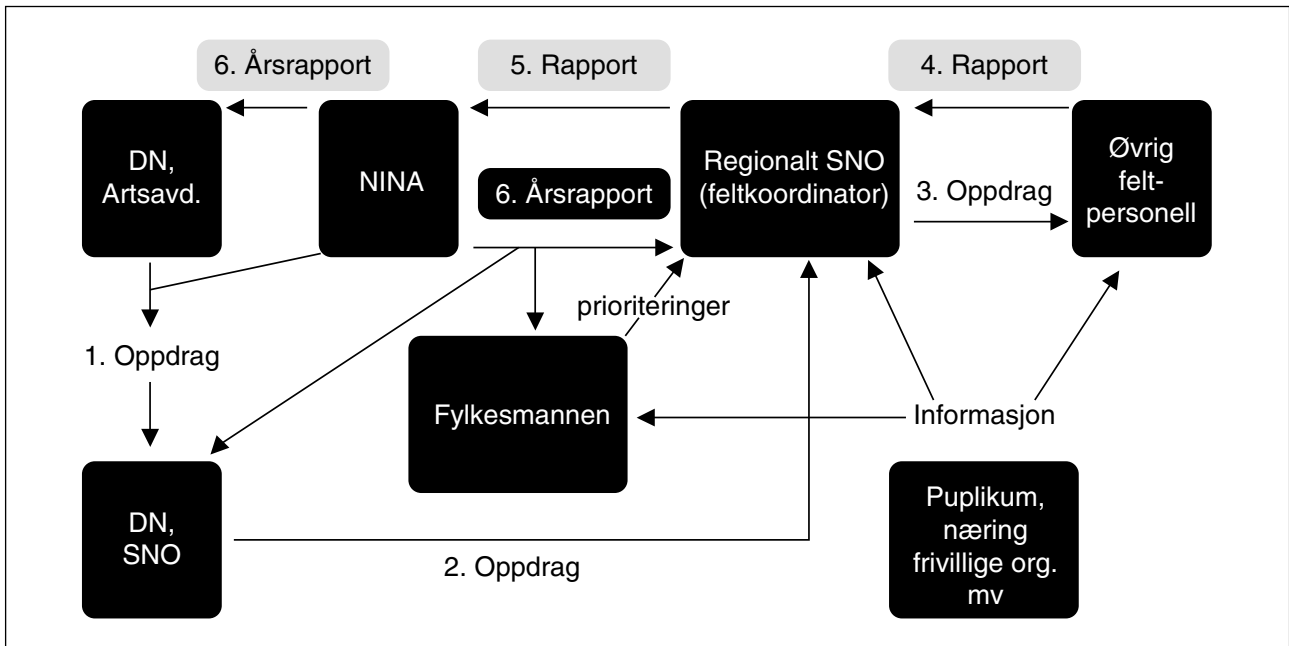 6. Årsrapport
5. Rapport
4. Rapport
DN,
Artsavd.
NINA
6. Årsrapport
Regionalt SNO
(feltkoordinator)
3. Oppdrag
Øvrig
felt-
personell
prioriteringer
1. Oppdrag
Fylkesmannen
Informasjon
DN,
SNO
2. Oppdrag
Puplikum,
næring
frivillige org.
mv